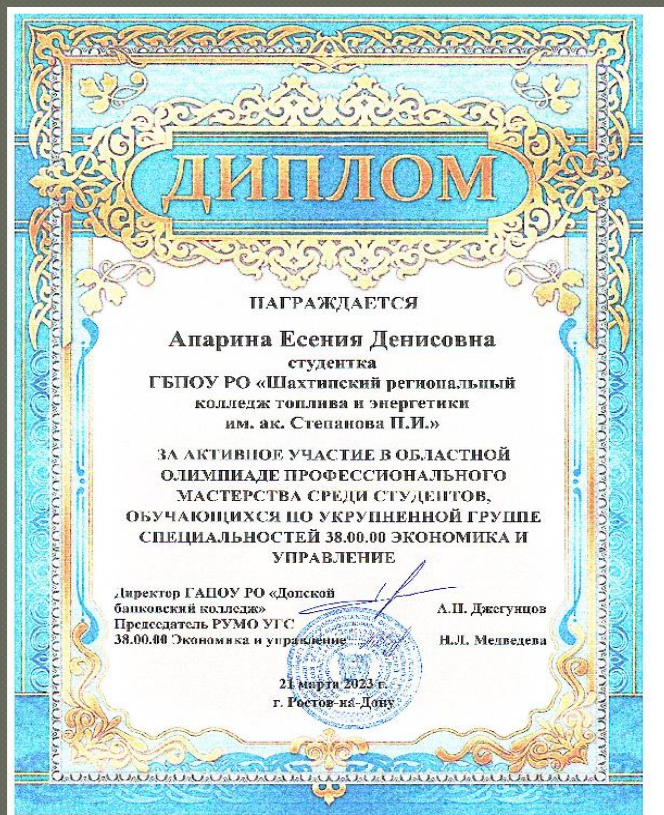 ДИПЛОМ
НАГРАЖДАЕТСЯ
Апарина Есения Денисовна
студентка
ГБПОУ РО «Шахтинский региональный
колледж топлива и энергетики
им. ак. Степанова П.И.»
ЗА АКТИВНОЕ УЧАСТИЕ В ОБЛАСТНОЙ
ОЛИМПИАДЕ ПРОФЕССИОНАЛЬНОГО
МАСТЕРСТВА СРЕДИ СТУДЕНТОВ,
ОБУЧАЮЩИХСЯ ПО УКРУПНЕННОЙ ГРУППЕ
СПЕЦИАЛЬНОСТЕЙ 38.00.00 ЭКОНОМИКА И
УПРАВЛЕНИЕ
Директор ГАПОУ РО «Донской
банковский колледж» А.П. Джегунцов
Председатель РУМО УГС
38.00.00 Экономика и управление Н.Л. Медведева
21 марта 2023 г.
г. Ростов-на-Дону